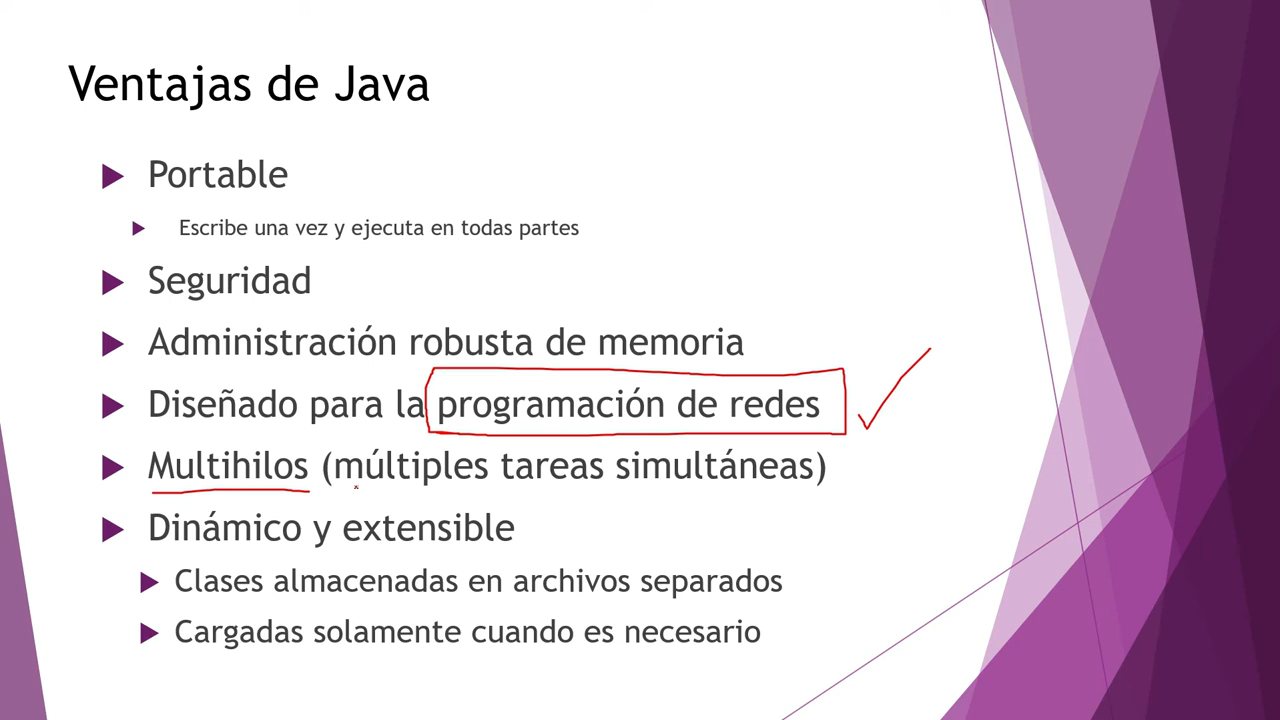 Ventajas de Java
Portable
Escribe una vez y ejecuta en todas partes
Seguridad
Administración robusta de memoria
Diseñado para la programación de redes
Multihilos (múltiples tareas simultáneas)
Dinámico y extensible
Clases almacenadas en archivos separados
Cargadas solamente cuando es necesario